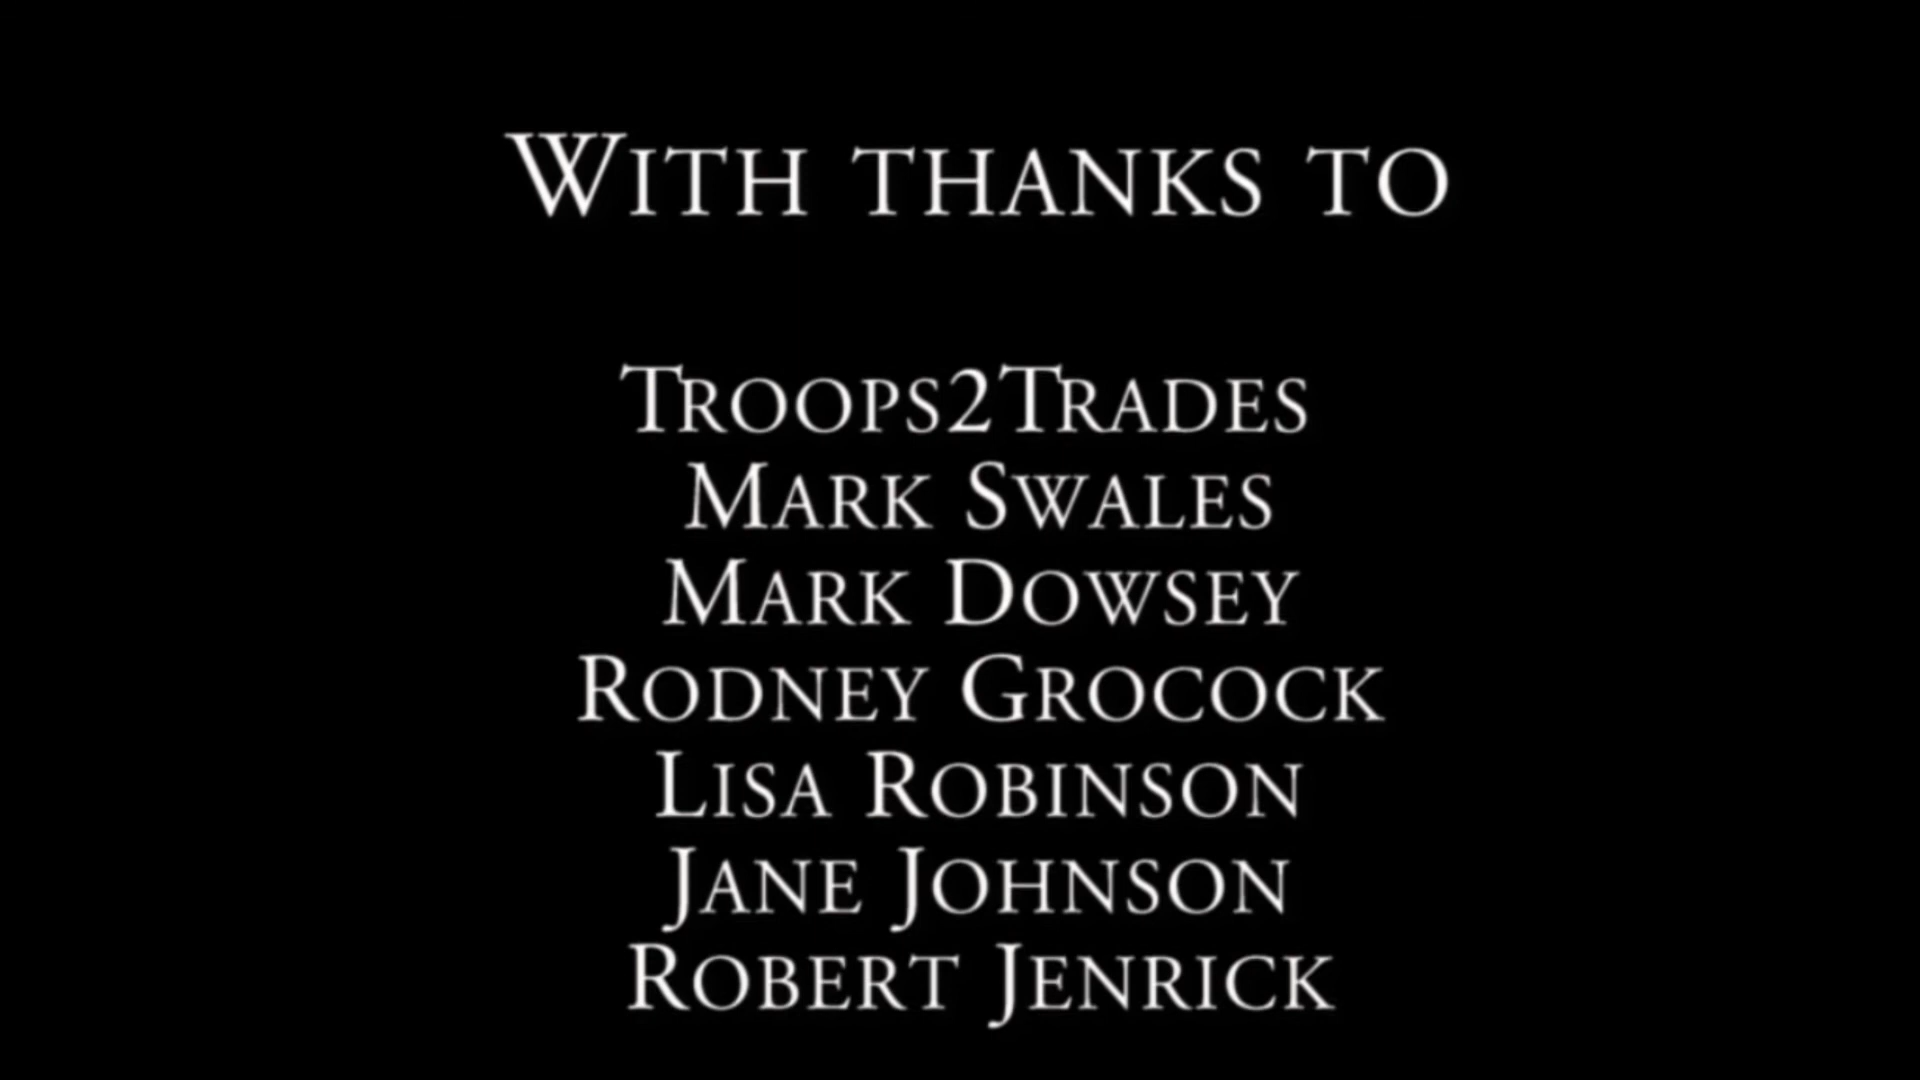 With thanks to
Troops2Trades
Mark Swales
Mark Dowsey
Rodney Grocock
Lisa Robinson
Jane Johnson
Robert Jenrick